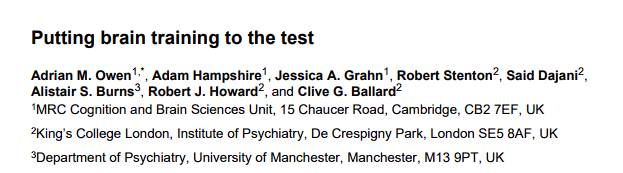 Putting brain training to the test
Adrian M. Owen1,*, Adam Hampshire1, Jessica A. Grahn1, Robert Stenton2, Said Dajani2,
Alistair S. Burns3, Robert J. Howard2, and Clive G. Ballard2
1MRC Cognition and Brain Sciences Unit, 15 Chaucer Road, Cambridge, CB2 7EF, UK
2King's College London, Institute of Psychiatry, De Crespigny Park, London SE5 8AF, UK
3Department of Psychiatry, University of Manchester, Manchester, M13 9PT, UK